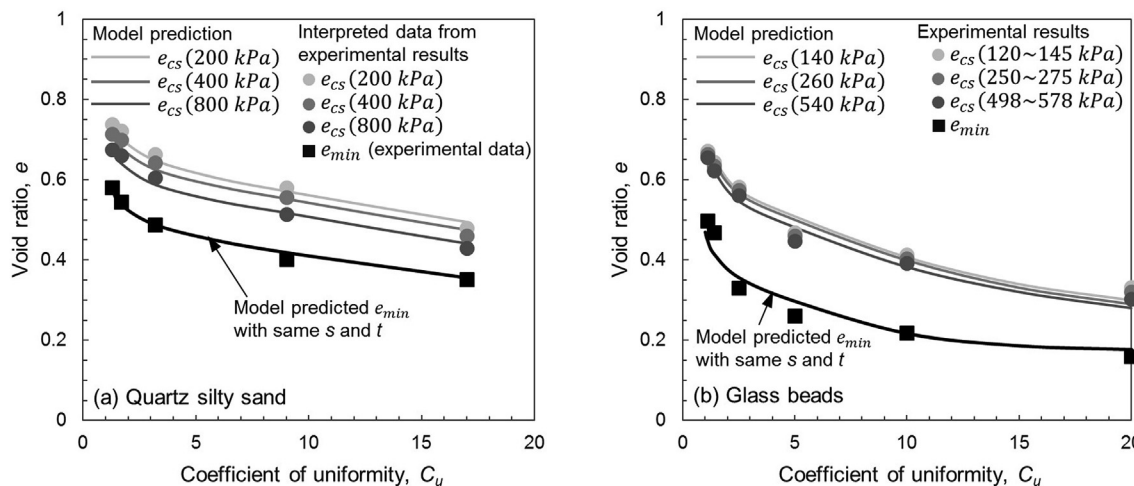 Model prediction
e_cs(200 kPa)
e_cs(400 kPa)
e_cs(800 kPa)
Interpreted data from
experimental results
e_cs(200 kPa)
e_cs(400 kPa)
e_cs(800 kPa)
e_min (experimental data)
Model predicted e_min
with same s and t
(a) Quartz silty sand
Void ratio, e
1
0.8
0.6
0.4
0.2
0
0
5
10
15
20
Coefficient of uniformity, C_u
Model prediction
e_cs(140 kPa)
e_cs(260 kPa)
e_cs(540 kPa)
Experimental results
e_cs(120~145 kPa)
e_cs(250~275 kPa)
e_cs(498~578 kPa)
e_min
Model predicted e_min
with same s and t
(b) Glass beads
Void ratio, e
1
0.8
0.6
0.4
0.2
0
0
5
10
15
20
Coefficient of uniformity, C_u